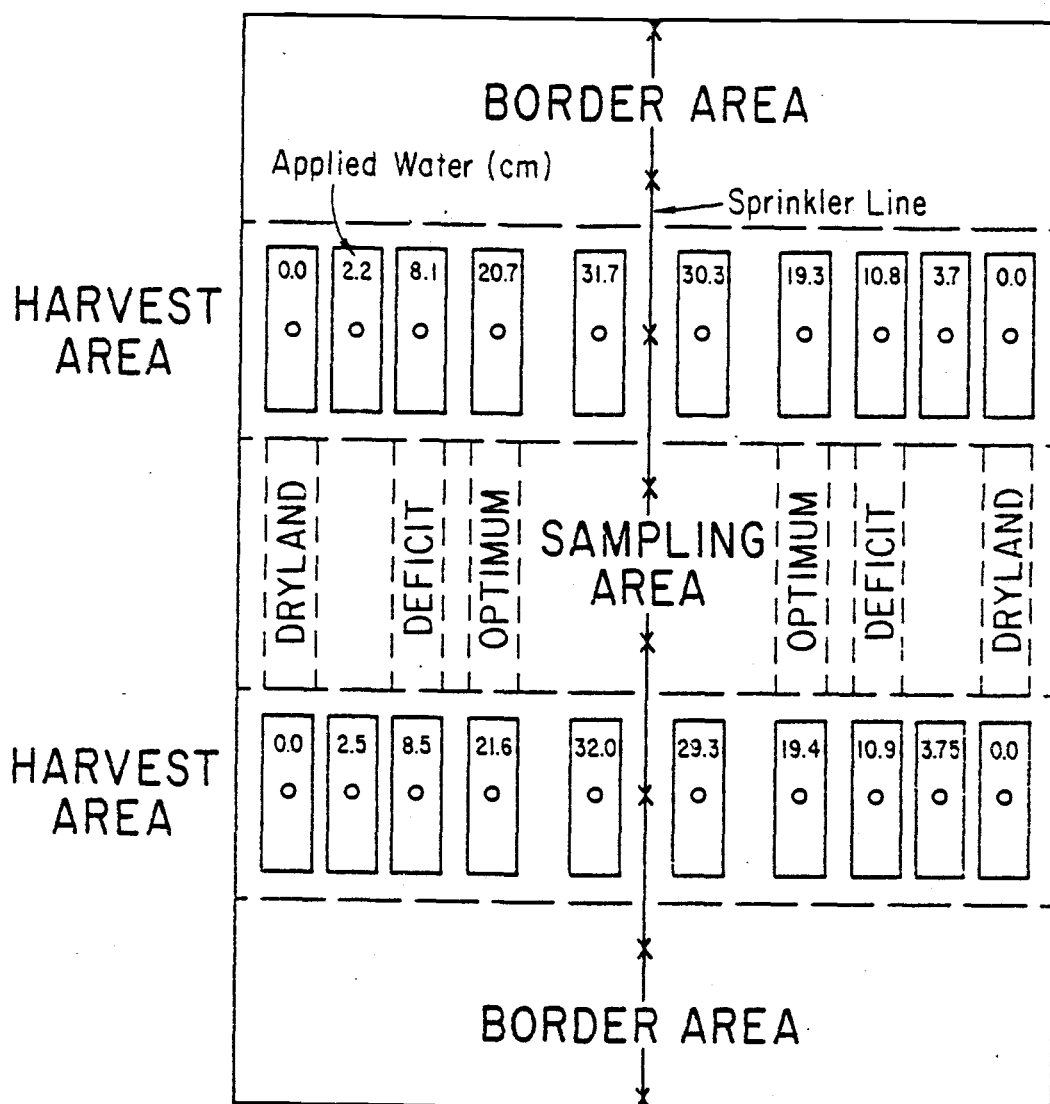 BORDER AREA
Applied Water (cm)
Sprinkler Line
HARVEST
AREA
0.0 2.2 8.1 20.7 31.7 30.3 19.3 10.8 3.7 0.0
DRYLAND
DEFICIT
OPTIMUM
SAMPLING
AREA
OPTIMUM
DEFICIT
DRYLAND
HARVEST
AREA
0.0 2.5 8.5 21.6 32.0 29.3 19.4 10.9 3.75 0.0
BORDER AREA